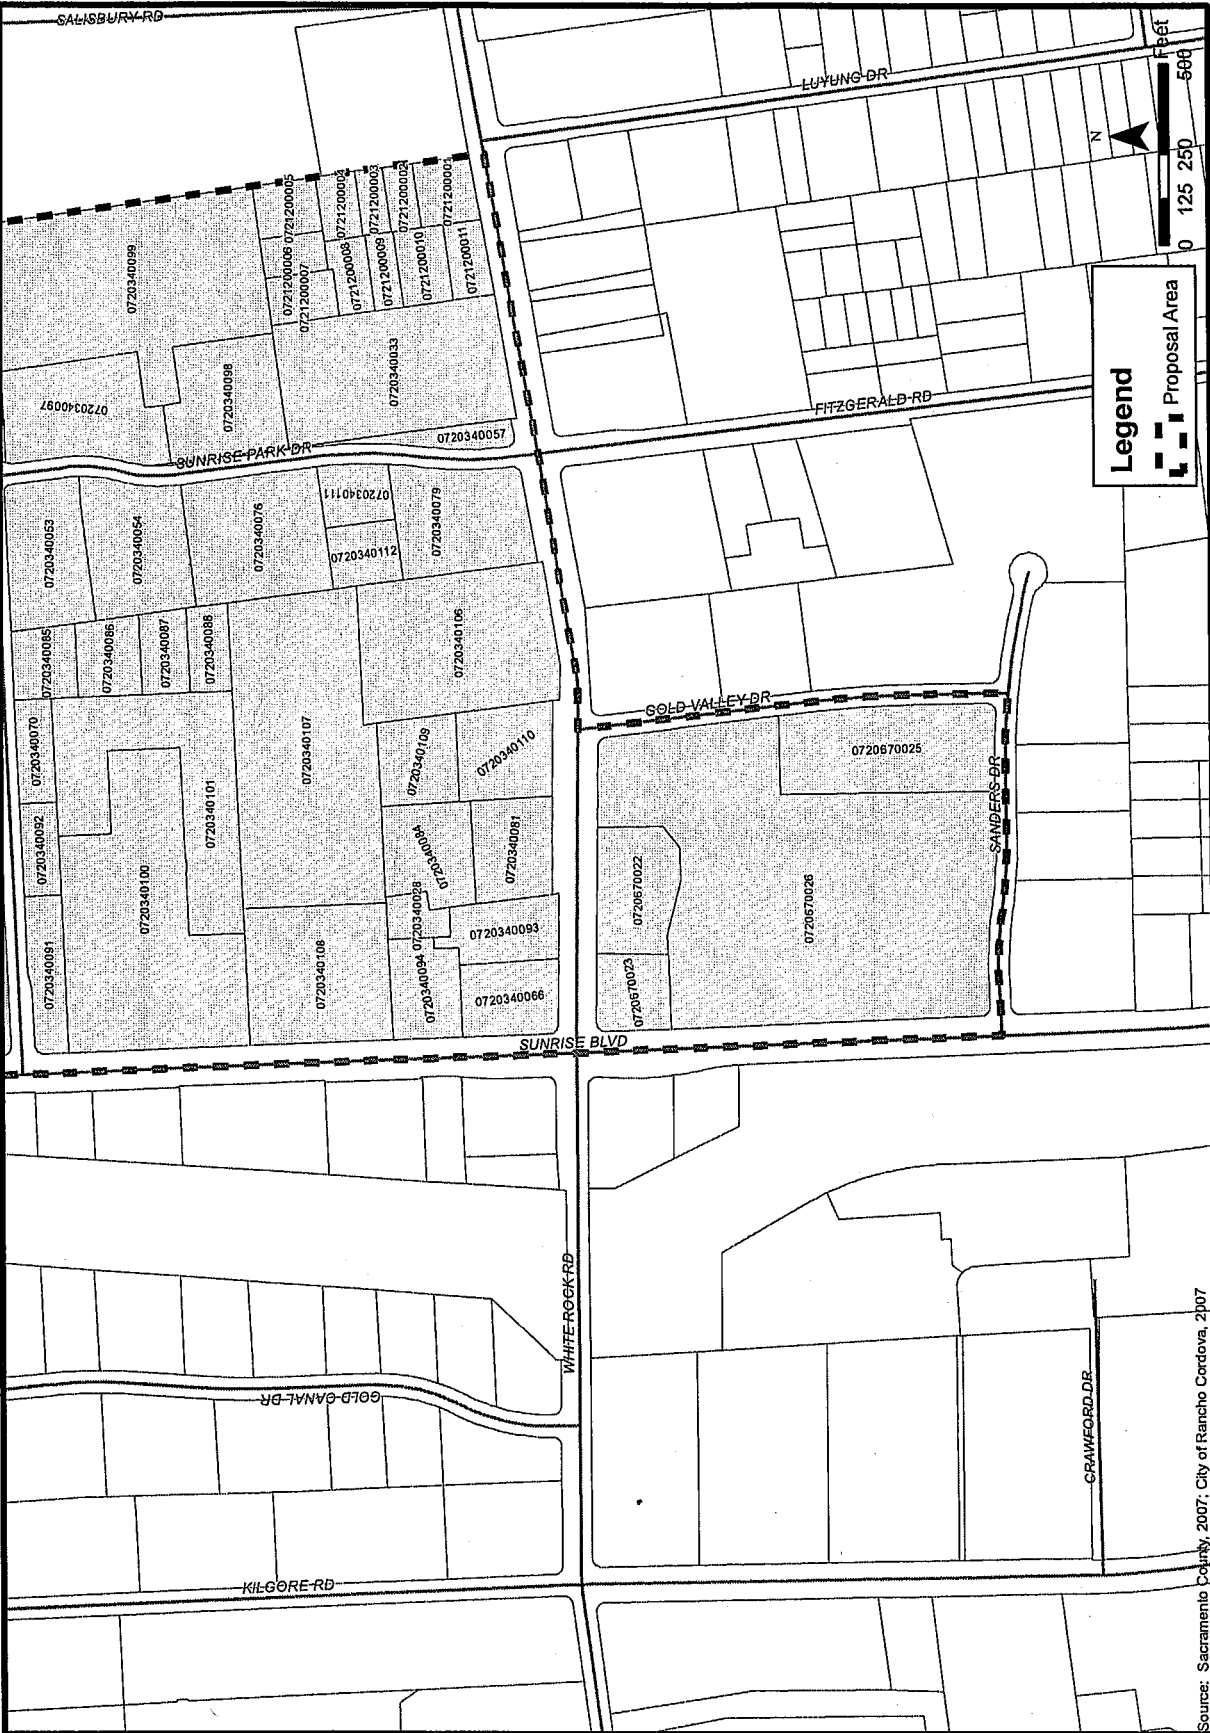 SALISBURY RD
LUYUNG DR
0720340099
0720340097
0720340098
0720340033
0720340057
0721200005
0721200006
0721200007
0721200004
0721200003
0721200002
0721200001
0721200008
0721200009
0721200010
0721200011
SUNRISE PARK DR
FITZGERALD RD
0720340053
0720340054
0720340076
0720340111
0720340112
0720340079
0720340085
0720340086
0720340087
0720340088
0720340106
0720340070
0720340092
0720340091
0720340100
0720340101
0720340107
0720340108
0720340109
0720340110
0720340084
0720340081
0720340028
0720340094
0720340093
0720340066
GOLD VALLEY DR
0720670025
0720670022
0720670023
0720670026
SANDERS DR
SUNRISE BLVD
WHITE ROCK RD
GOLD CANAL DR
KILGORE RD
CRAWFORD DR
N
Feet
0 125 250 500
Legend
Proposal Area
Source: Sacramento County, 2007; City of Rancho Cordova, 2007